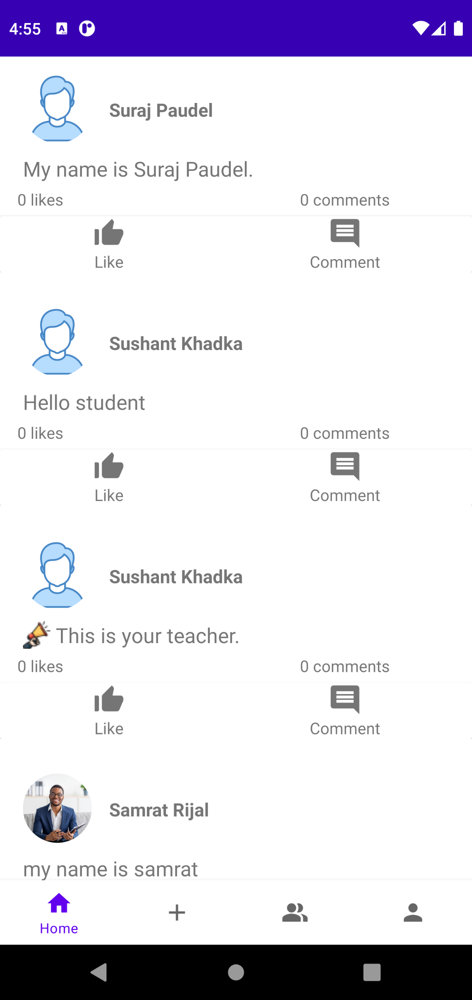 4:55
Suraj Paudel
My name is Suraj Paudel.
0 likes 0 comments
Like Comment
Sushant Khadka
Hello student
0 likes 0 comments
Like Comment
Sushant Khadka
This is your teacher.
0 likes 0 comments
Like Comment
Samrat Rijal
my name is samrat
Home